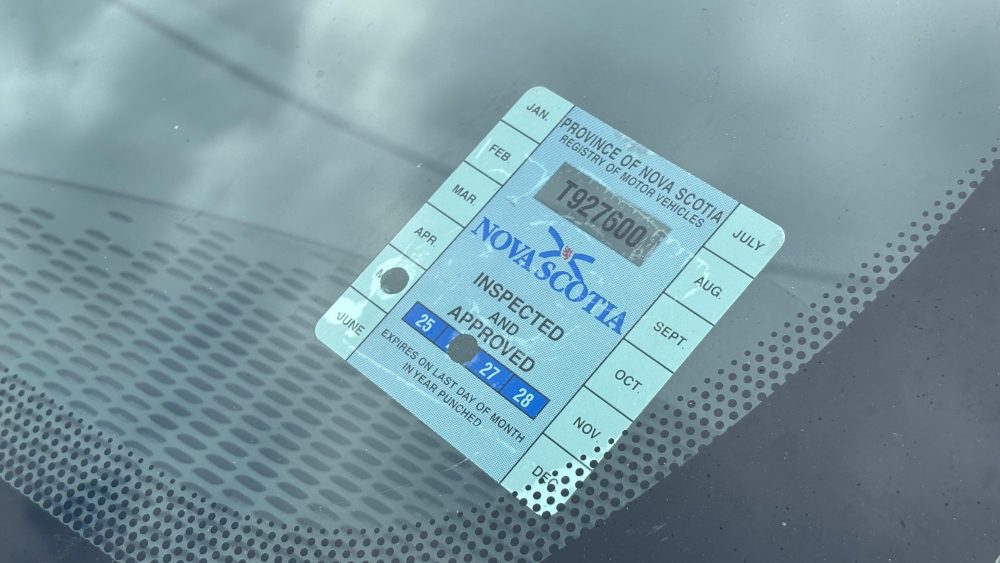 PROVINCE OF NOVA SCOTIA
REGISTRY OF MOTOR VEHICLES
T927600
NOVA SCOTIA
INSPECTED
AND
APPROVED
25 27 28
EXPIRES ON LAST DAY OF MONTH
IN YEAR PUNCHED
JAN.
FEB.
MAR.
APR.
JUNE
JULY
AUG.
SEPT.
OCT.
NOV.
DEC.